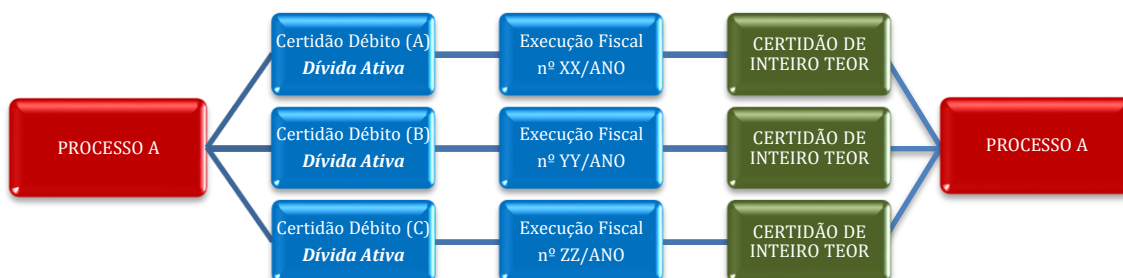 PROCESSO A
Certidão Débito (A)
Dívida Ativa
Execução Fiscal
nº XX/ANO
CERTIDÃO DE
INTEIRO TEOR
Certidão Débito (B)
Dívida Ativa
Execução Fiscal
nº YY/ANO
CERTIDÃO DE
INTEIRO TEOR
Certidão Débito (C)
Dívida Ativa
Execução Fiscal
nº ZZ/ANO
CERTIDÃO DE
INTEIRO TEOR
PROCESSO A